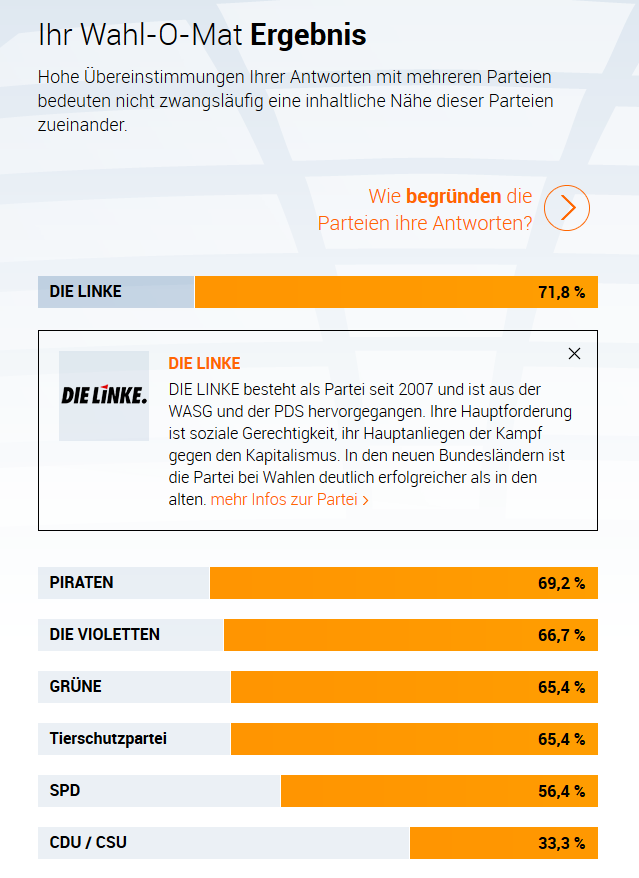 Ihr Wahl-O-Mat Ergebnis
Hohe Übereinstimmungen Ihrer Antworten mit mehreren Parteien
bedeuten nicht zwangsläufig eine inhaltliche Nähe dieser Parteien
zueinander.
Wie begründen die
Parteien ihre Antworten?
DIE LINKE 71,8 %
DIE LINKE.
DIE LINKE
DIE LINKE besteht als Partei seit 2007 und ist aus der
WASG und der PDS hervorgegangen. Ihre Hauptforderung
ist soziale Gerechtigkeit, ihr Hauptanliegen der Kampf
gegen den Kapitalismus. In den neuen Bundesländern ist
die Partei bei Wahlen deutlich erfolgreicher als in den
alten. mehr Infos zur Partei >
PIRATEN 69,2 %
DIE VIOLETTEN 66,7 %
GRÜNE 65,4 %
Tierschutzpartei 65,4 %
SPD 56,4 %
CDU / CSU 33,3 %